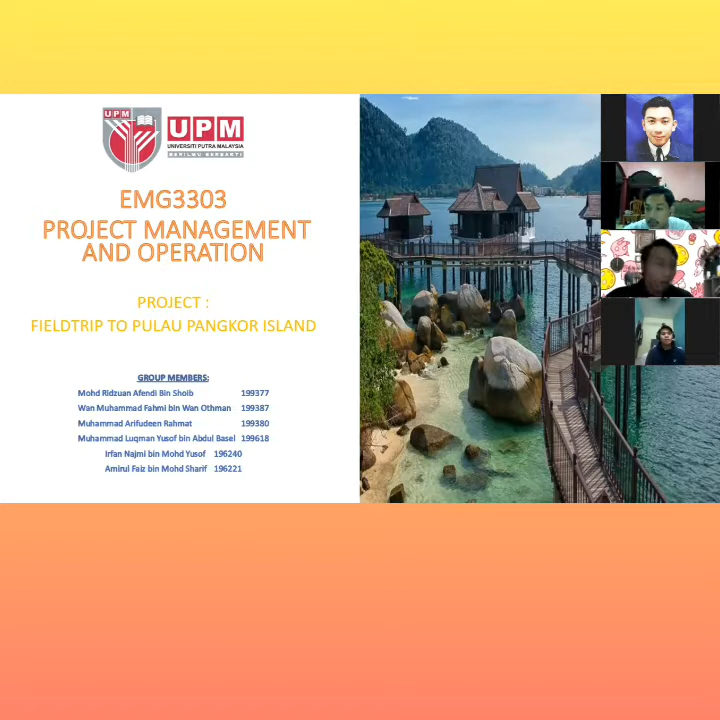 UPM
UPM
UNIVERSITI PUTRA MALAYSIA
BERILMU BERBAKTI
EMG3303
PROJECT MANAGEMENT
AND OPERATION
PROJECT :
FIELDTRIP TO PULAU PANGKOR ISLAND
GROUP MEMBERS:
Mohd Ridzuan Afendi Bin Shoib 199377
Wan Muhammad Fahmi bin Wan Othman 199387
Muhammad Arifudeen Rahmat 199380
Muhammad Luqman Yusof bin Abdul Basel 199618
Irfan Najmi bin Mohd Yusof 196240
Amirul Faiz bin Mohd Sharif 196221